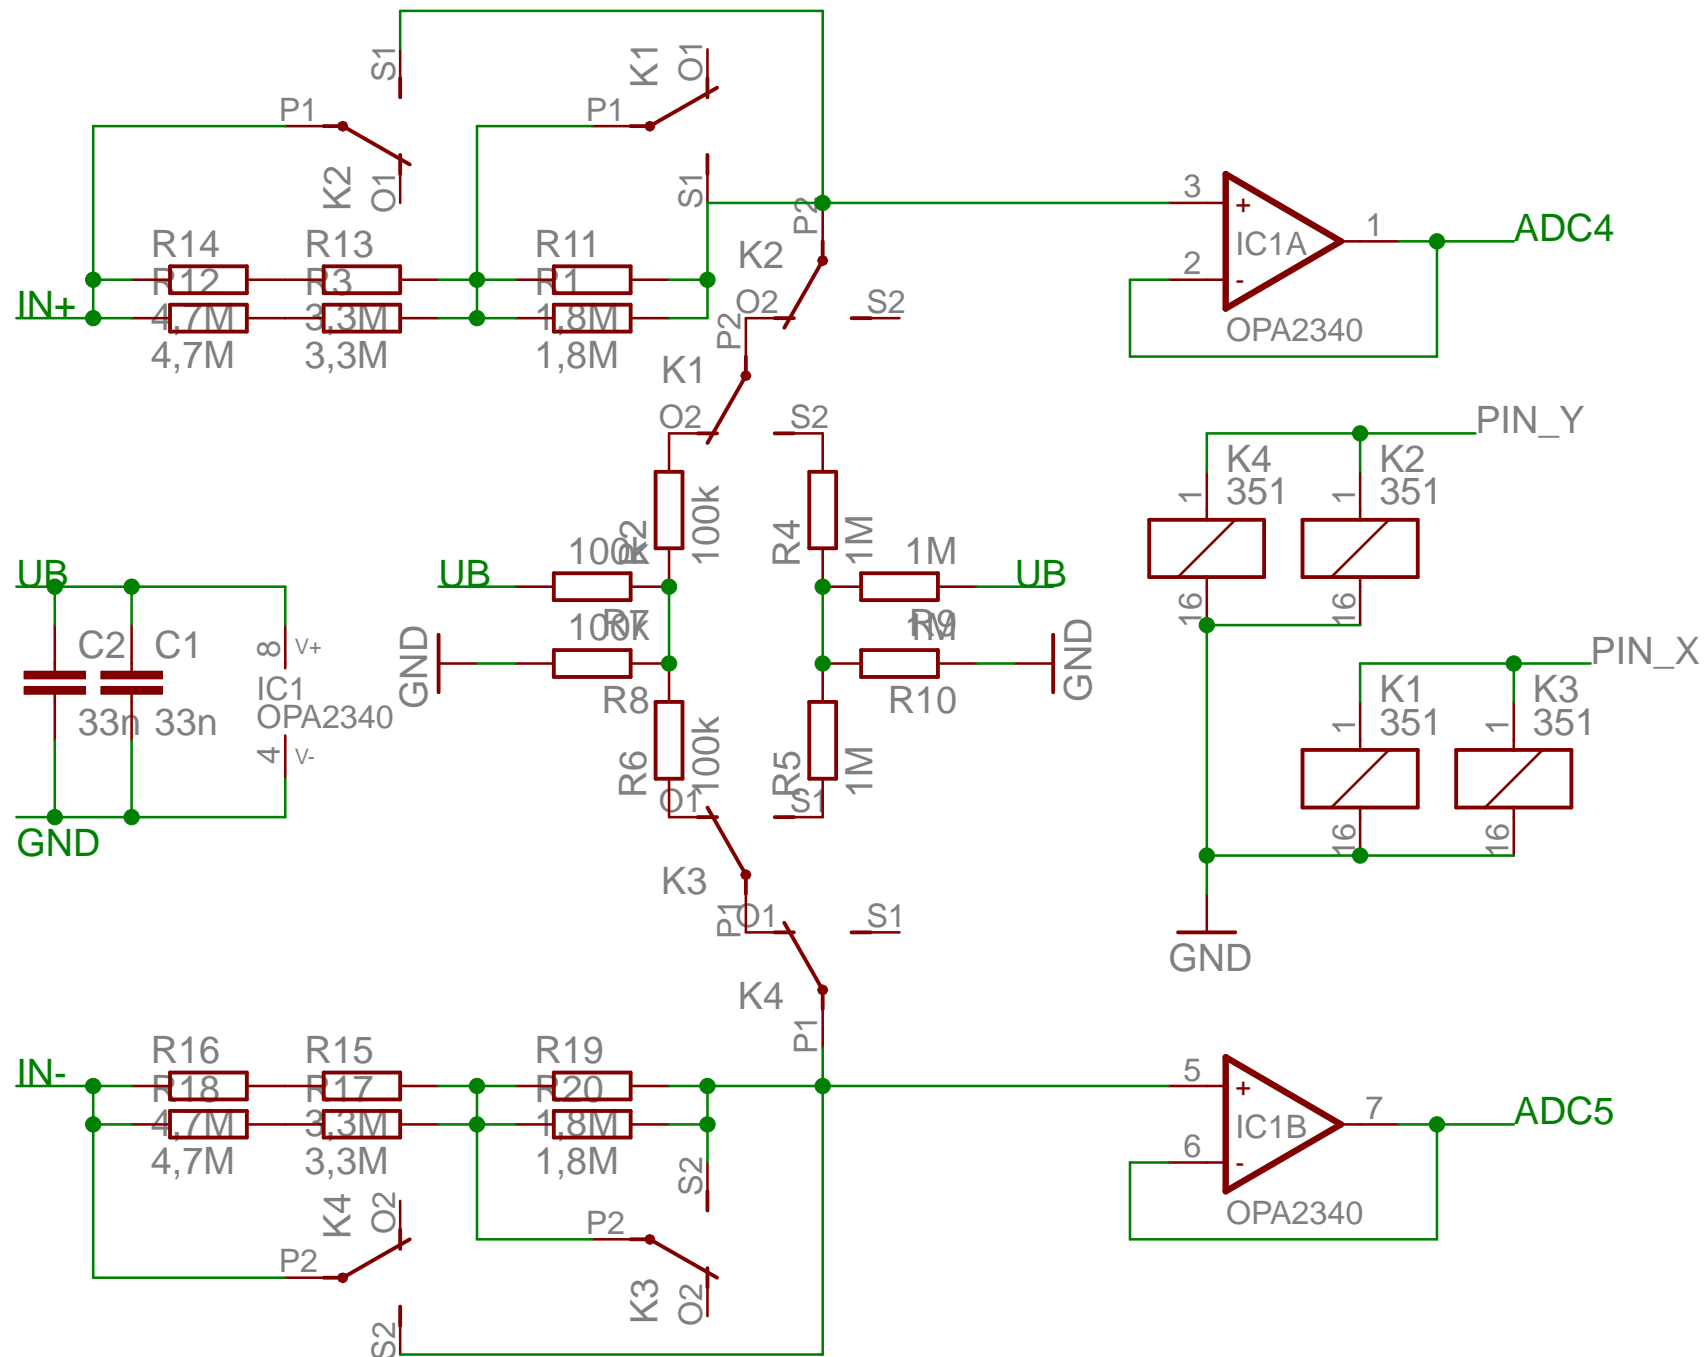 S1
K1
O1
P1
P1
K2
O1
S1
P2
3
+
IC1A
1
ADC4
2
-
OPA2340
R14
R13
R11
K2
R12
R3
R1
O2
S2
IN+
4,7M
3,3M
1,8M
P2
4,7M
3,3M
1,8M
K1
O2
S2
PIN_Y
K4
351
1
16
K2
351
1
16
R2
100k
R4
1M
UB
UB
100k
1M
UB
R7
R9
100k
1M
GND
GND
R8
R10
C2
C1
33n
33n
8
V+
IC1
OPA2340
4
V-
GND
PIN_X
K1
351
1
16
K3
351
1
16
R6
100k
R5
1M
O1
S1
K3
P1
O1
S1
GND
K4
P1
R16
R15
R19
IN-
R18
R17
R20
4,7M
3,3M
1,8M
4,7M
3,3M
1,8M
5
+
IC1B
7
ADC5
6
-
OPA2340
S2
K4
O2
P2
P2
K3
O2
S2